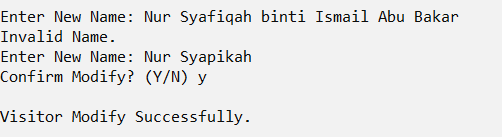 Enter New Name: Nur Syafiqah binti Ismail Abu Bakar
Invalid Name.
Enter New Name: Nur Syapikah
Confirm Modify? (Y/N) y
Visitor Modify Successfully.